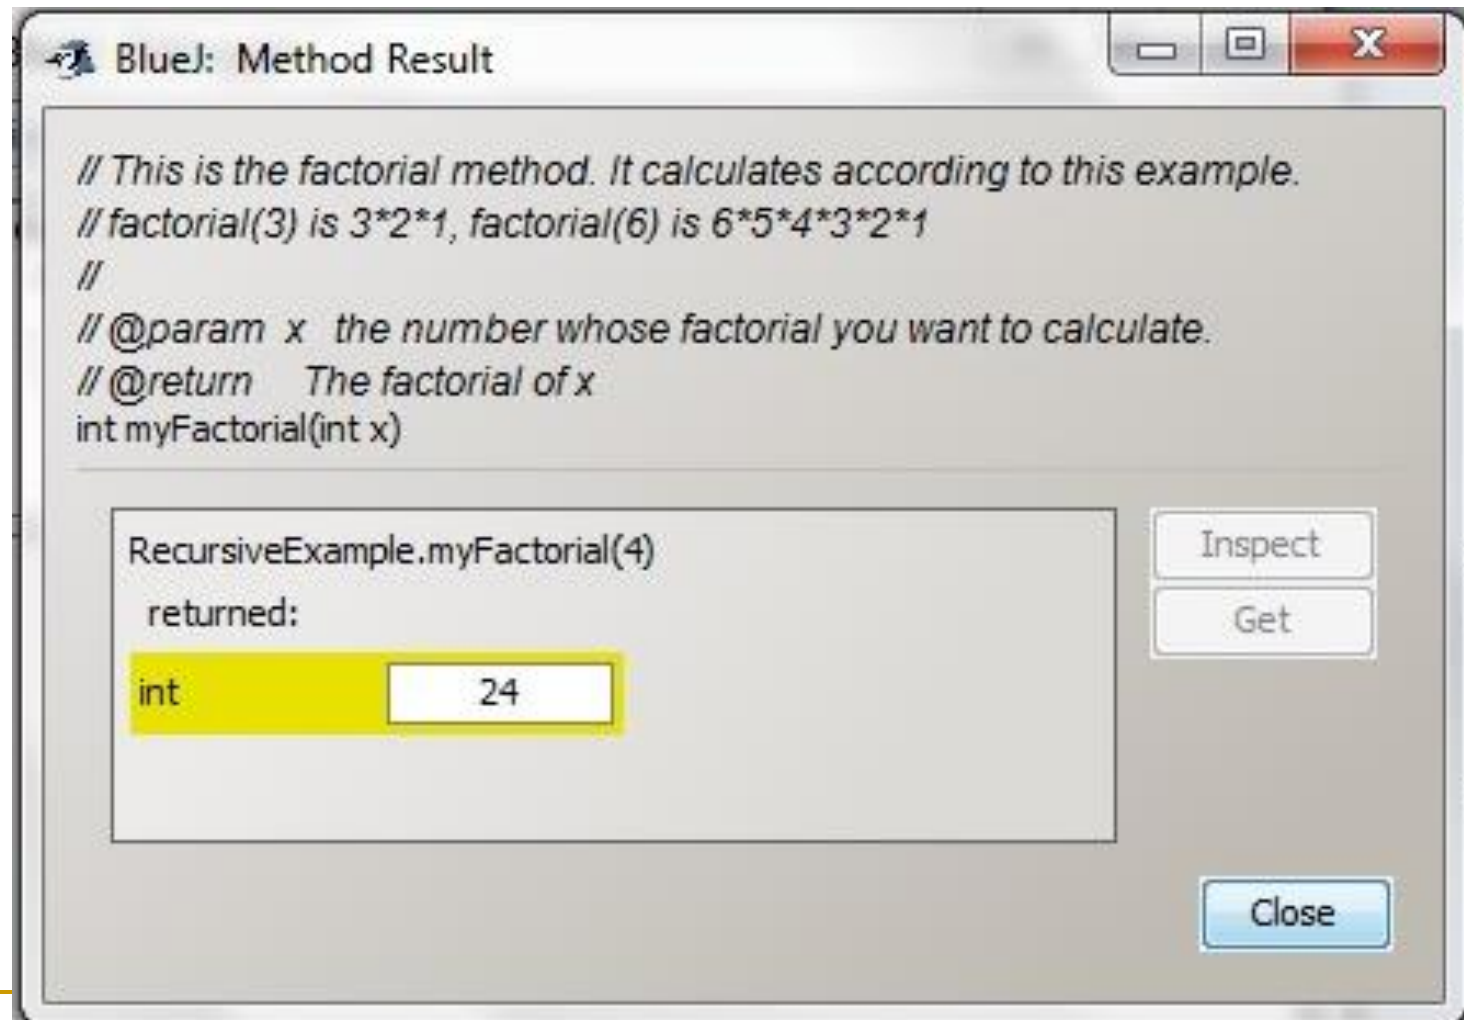 BlueJ: Method Result
// This is the factorial method. It calculates according to this example.
// factorial(3) is 3*2*1, factorial(6) is 6*5*4*3*2*1
//
// @param x the number whose factorial you want to calculate.
// @return The factorial of x
int myFactorial(int x)
RecursiveExample.myFactorial(4)
returned:
int 24
Inspect
Get
Close